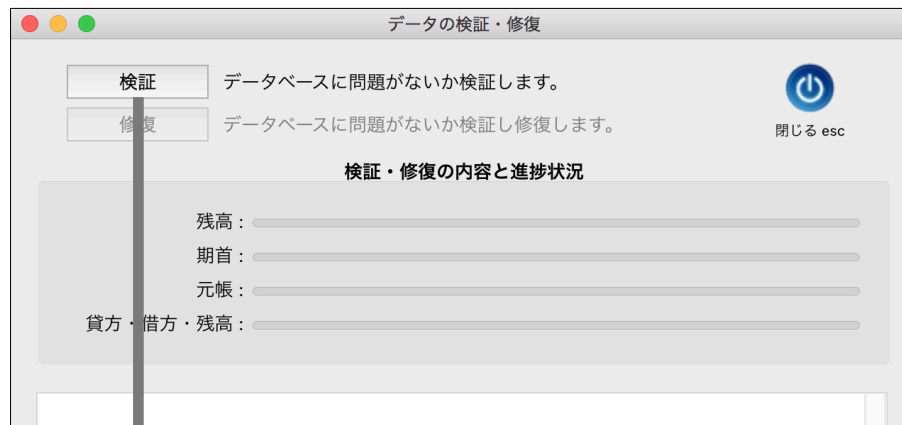 データの検証・修復
検証 データベースに問題がないか検証します。
修復 データベースに問題がないか検証し修復します。
閉じる esc
検証・修復の内容と進捗状況
残高：
期首：
元帳：
貸方・借方・残高：